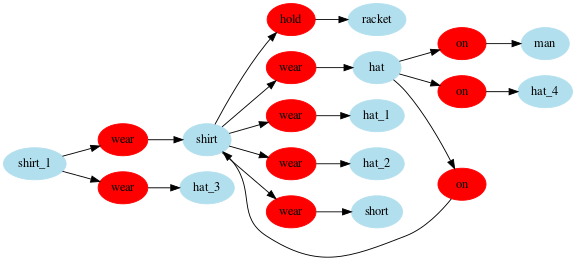 hold
racket
on
man
wear
hat
on
hat_4
wear
hat_1
wear
shirt
shirt_1
wear
hat_2
wear
hat_3
on
wear
short